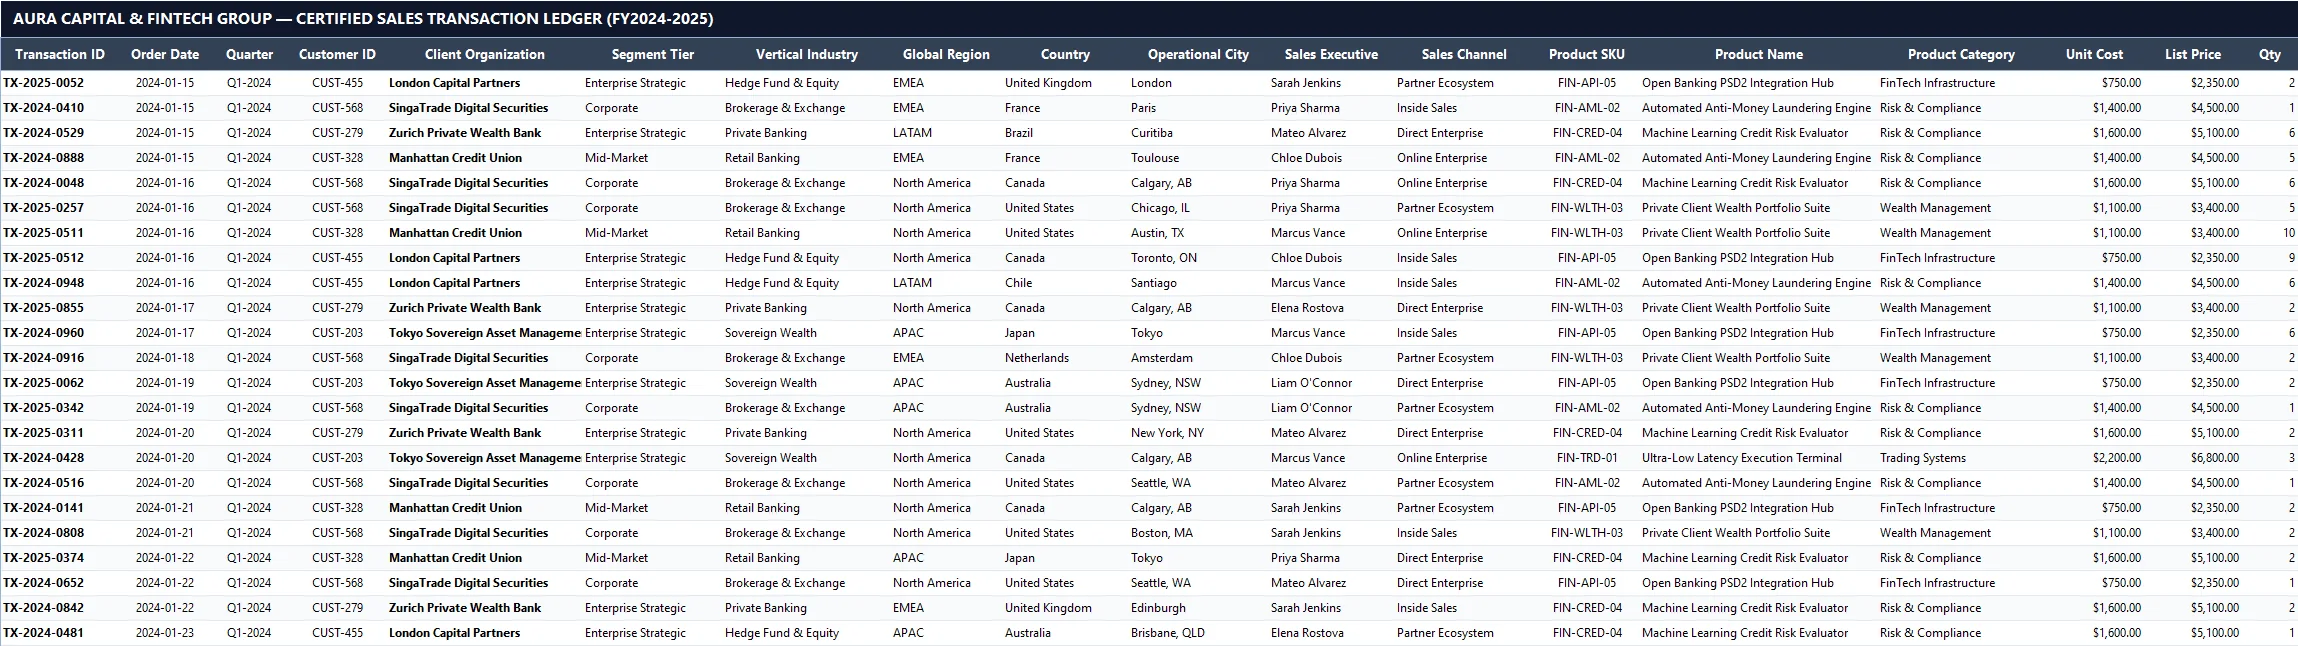 AURA CAPITAL & FINTECH GROUP — CERTIFIED SALES TRANSACTION LEDGER (FY2024-2025)
Transaction ID Order Date Quarter Customer ID Client Organization Segment Tier Vertical Industry Global Region Country Operational City Sales Executive Sales Channel Product SKU Product Name Product Category Unit Cost List Price Qty
TX-2025-0052 2024-01-15 Q1-2024 CUST-455 London Capital Partners Enterprise Strategic Hedge Fund & Equity EMEA United Kingdom London Sarah Jenkins Partner Ecosystem FIN-API-05 Open Banking PSD2 Integration Hub FinTech Infrastructure $750.00 $2,350.00 2
TX-2024-0410 2024-01-15 Q1-2024 CUST-568 SingaTrade Digital Securities Corporate Brokerage & Exchange EMEA France Paris Priya Sharma Inside Sales FIN-AML-02 Automated Anti-Money Laundering Engine Risk & Compliance $1,400.00 $4,500.00 1
TX-2024-0529 2024-01-15 Q1-2024 CUST-279 Zurich Private Wealth Bank Enterprise Strategic Private Banking LATAM Brazil Curitiba Mateo Alvarez Direct Enterprise FIN-CRED-04 Machine Learning Credit Risk Evaluator Risk & Compliance $1,600.00 $5,100.00 6
TX-2024-0888 2024-01-15 Q1-2024 CUST-328 Manhattan Credit Union Mid-Market Retail Banking EMEA France Toulouse Chloe Dubois Online Enterprise FIN-AML-02 Automated Anti-Money Laundering Engine Risk & Compliance $1,400.00 $4,500.00 5
TX-2024-0048 2024-01-16 Q1-2024 CUST-568 SingaTrade Digital Securities Corporate Brokerage & Exchange North America Canada Calgary, AB Priya Sharma Online Enterprise FIN-CRED-04 Machine Learning Credit Risk Evaluator Risk & Compliance $1,600.00 $5,100.00 6
TX-2025-0257 2024-01-16 Q1-2024 CUST-568 SingaTrade Digital Securities Corporate Brokerage & Exchange North America United States Chicago, IL Priya Sharma Partner Ecosystem FIN-WLTH-03 Private Client Wealth Portfolio Suite Wealth Management $1,100.00 $3,400.00 5
TX-2025-0511 2024-01-16 Q1-2024 CUST-328 Manhattan Credit Union Mid-Market Retail Banking North America United States Austin, TX Marcus Vance Online Enterprise FIN-WLTH-03 Private Client Wealth Portfolio Suite Wealth Management $1,100.00 $3,400.00 10
TX-2025-0512 2024-01-16 Q1-2024 CUST-455 London Capital Partners Enterprise Strategic Hedge Fund & Equity North America Canada Toronto, ON Chloe Dubois Inside Sales FIN-API-05 Open Banking PSD2 Integration Hub FinTech Infrastructure $750.00 $2,350.00 9
TX-2024-0948 2024-01-16 Q1-2024 CUST-455 London Capital Partners Enterprise Strategic Hedge Fund & Equity LATAM Chile Santiago Marcus Vance Inside Sales FIN-AML-02 Automated Anti-Money Laundering Engine Risk & Compliance $1,400.00 $4,500.00 6
TX-2025-0855 2024-01-17 Q1-2024 CUST-279 Zurich Private Wealth Bank Enterprise Strategic Private Banking North America Canada Calgary, AB Elena Rostova Direct Enterprise FIN-WLTH-03 Private Client Wealth Portfolio Suite Wealth Management $1,100.00 $3,400.00 2
TX-2024-0960 2024-01-17 Q1-2024 CUST-203 Tokyo Sovereign Asset Manageme Enterprise Strategic Sovereign Wealth APAC Japan Tokyo Marcus Vance Inside Sales FIN-API-05 Open Banking PSD2 Integration Hub FinTech Infrastructure $750.00 $2,350.00 6
TX-2024-0916 2024-01-18 Q1-2024 CUST-568 SingaTrade Digital Securities Corporate Brokerage & Exchange EMEA Netherlands Amsterdam Chloe Dubois Partner Ecosystem FIN-WLTH-03 Private Client Wealth Portfolio Suite Wealth Management $1,100.00 $3,400.00 2
TX-2025-0062 2024-01-19 Q1-2024 CUST-203 Tokyo Sovereign Asset Manageme Enterprise Strategic Sovereign Wealth APAC Australia Sydney, NSW Liam O'Connor Direct Enterprise FIN-API-05 Open Banking PSD2 Integration Hub FinTech Infrastructure $750.00 $2,350.00 2
TX-2025-0342 2024-01-19 Q1-2024 CUST-568 SingaTrade Digital Securities Corporate Brokerage & Exchange APAC Australia Sydney, NSW Liam O'Connor Partner Ecosystem FIN-AML-02 Automated Anti-Money Laundering Engine Risk & Compliance $1,400.00 $4,500.00 1
TX-2025-0311 2024-01-20 Q1-2024 CUST-279 Zurich Private Wealth Bank Enterprise Strategic Private Banking North America United States New York, NY Mateo Alvarez Direct Enterprise FIN-CRED-04 Machine Learning Credit Risk Evaluator Risk & Compliance $1,600.00 $5,100.00 2
TX-2024-0428 2024-01-20 Q1-2024 CUST-203 Tokyo Sovereign Asset Manageme Enterprise Strategic Sovereign Wealth North America Canada Calgary, AB Marcus Vance Online Enterprise FIN-TRD-01 Ultra-Low Latency Execution Terminal Trading Systems $2,200.00 $6,800.00 3
TX-2024-0516 2024-01-20 Q1-2024 CUST-568 SingaTrade Digital Securities Corporate Brokerage & Exchange North America United States Seattle, WA Mateo Alvarez Partner Ecosystem FIN-AML-02 Automated Anti-Money Laundering Engine Risk & Compliance $1,400.00 $4,500.00 1
TX-2024-0141 2024-01-21 Q1-2024 CUST-328 Manhattan Credit Union Mid-Market Retail Banking North America Canada Calgary, AB Sarah Jenkins Partner Ecosystem FIN-API-05 Open Banking PSD2 Integration Hub FinTech Infrastructure $750.00 $2,350.00 2
TX-2024-0808 2024-01-21 Q1-2024 CUST-568 SingaTrade Digital Securities Corporate Brokerage & Exchange North America United States Boston, MA Sarah Jenkins Inside Sales FIN-WLTH-03 Private Client Wealth Portfolio Suite Wealth Management $1,100.00 $3,400.00 2
TX-2025-0374 2024-01-22 Q1-2024 CUST-328 Manhattan Credit Union Mid-Market Retail Banking APAC Japan Tokyo Priya Sharma Direct Enterprise FIN-CRED-04 Machine Learning Credit Risk Evaluator Risk & Compliance $1,600.00 $5,100.00 2
TX-2024-0652 2024-01-22 Q1-2024 CUST-568 SingaTrade Digital Securities Corporate Brokerage & Exchange North America United States Seattle, WA Mateo Alvarez Direct Enterprise FIN-API-05 Open Banking PSD2 Integration Hub FinTech Infrastructure $750.00 $2,350.00 1
TX-2024-0842 2024-01-22 Q1-2024 CUST-279 Zurich Private Wealth Bank Enterprise Strategic Private Banking EMEA United Kingdom Edinburgh Sarah Jenkins Inside Sales FIN-CRED-04 Machine Learning Credit Risk Evaluator Risk & Compliance $1,600.00 $5,100.00 2
TX-2024-0481 2024-01-23 Q1-2024 CUST-455 London Capital Partners Enterprise Strategic Hedge Fund & Equity APAC Australia Brisbane, QLD Elena Rostova Partner Ecosystem FIN-CRED-04 Machine Learning Credit Risk Evaluator Risk & Compliance $1,600.00 $5,100.00 1